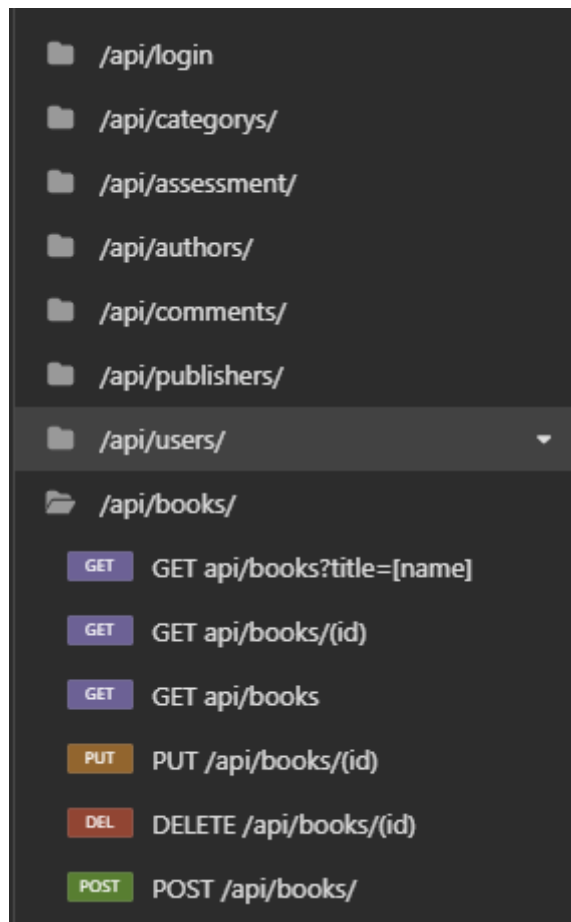 /api/login
/api/categorys/
/api/assessment/
/api/authors/
/api/comments/
/api/publishers/
/api/users/
/api/books/
GET GET api/books?title=[name]
GET GET api/books/(id)
GET GET api/books
PUT PUT /api/books/(id)
DEL DELETE /api/books/(id)
POST POST /api/books/